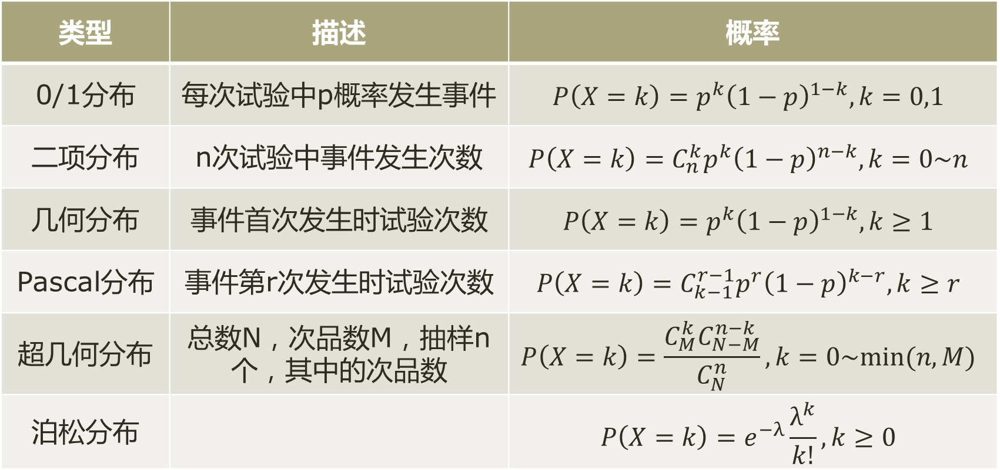 类型 描述 概率
0/1分布 每次试验中p概率发生事件 $P(X = k) = p^k(1 - p)^{1-k}, k = 0,1$
二项分布 n次试验中事件发生次数 $P(X = k) = C_n^k p^k(1 - p)^{n-k}, k = 0\sim n$
几何分布 事件首次发生时试验次数 $P(X = k) = p^k(1 - p)^{1-k}, k \geq 1$
Pascal分布 事件第r次发生时试验次数 $P(X = k) = C_{k-1}^{r-1} p^r(1 - p)^{k-r}, k \geq r$
超几何分布 总数N，次品数M，抽样n
个，其中的次品数 $P(X = k) = \frac{C_M^k C_{N-M}^{n-k}}{C_N^n}, k = 0\sim \min(n, M)$
泊松分布 $P(X = k) = e^{-\lambda}\frac{\lambda^k}{k!}, k \geq 0$